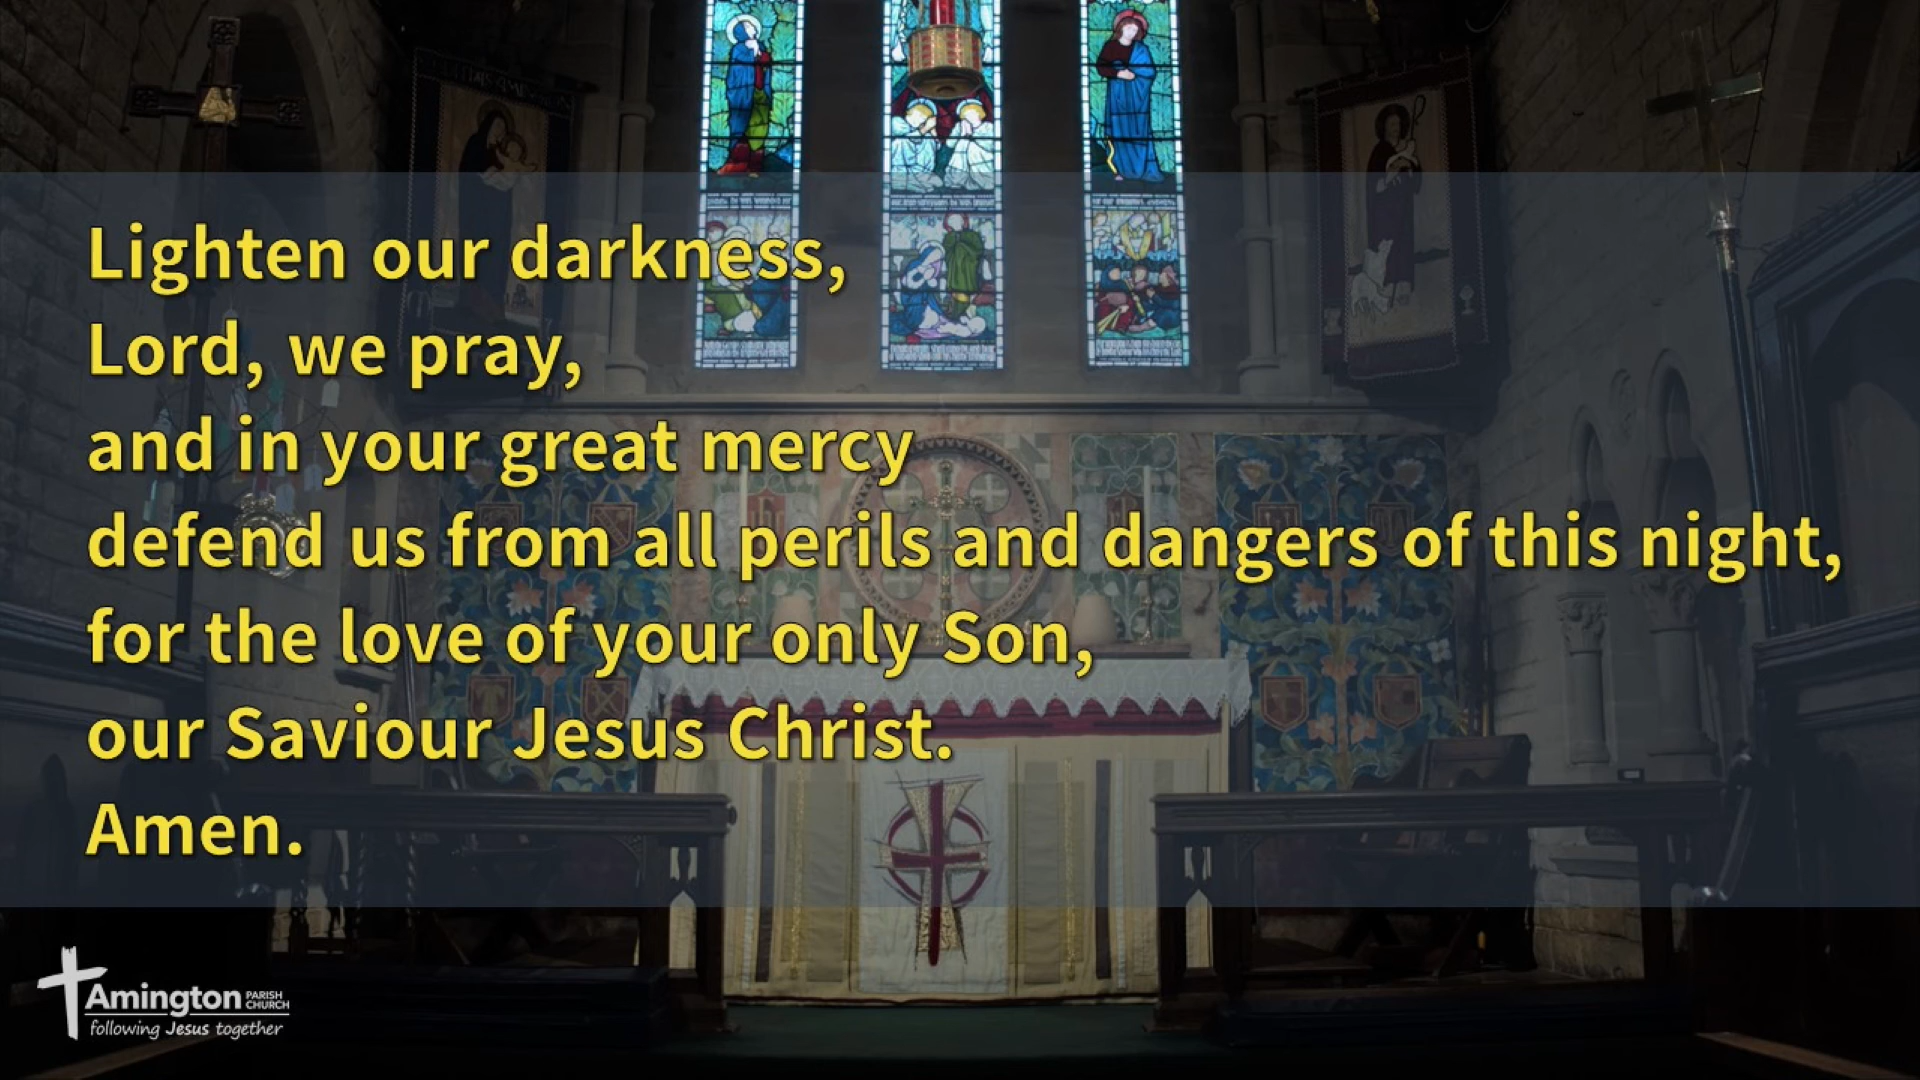 Lighten our darkness,
Lord, we pray,
and in your great mercy
defend us from all perils and dangers of this night,
for the love of your only Son,
our Saviour Jesus Christ.
Amen.
Amington PARISH CHURCH
following Jesus together